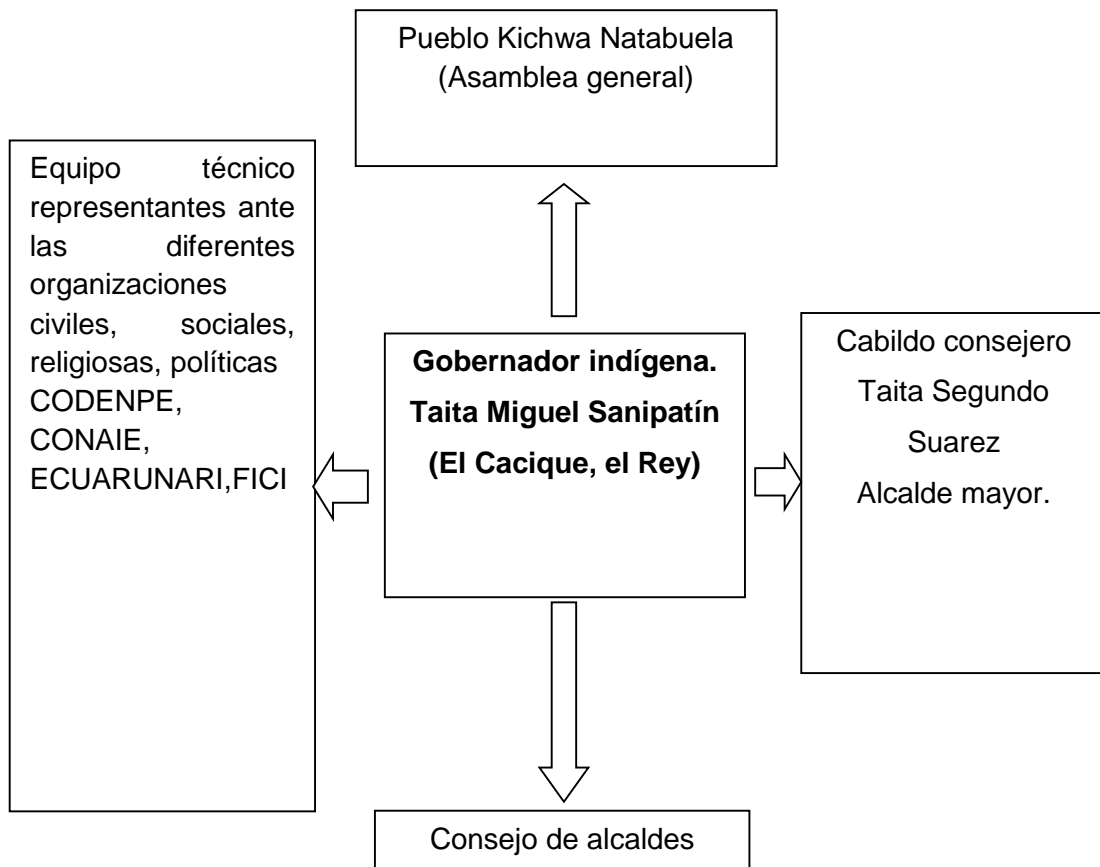 Pueblo Kichwa Natabuela
(Asamblea general)
Equipo técnico
representantes ante
las diferentes
organizaciones
civiles, sociales,
religiosas, políticas
CODENPE,
CONAIE,
ECUARUNARI,FICI
Gobernador indígena.
Taita Miguel Sanipatín
(El Cacique, el Rey)
Cabildo consejero
Taita Segundo
Suarez
Alcalde mayor.
Consejo de alcaldes